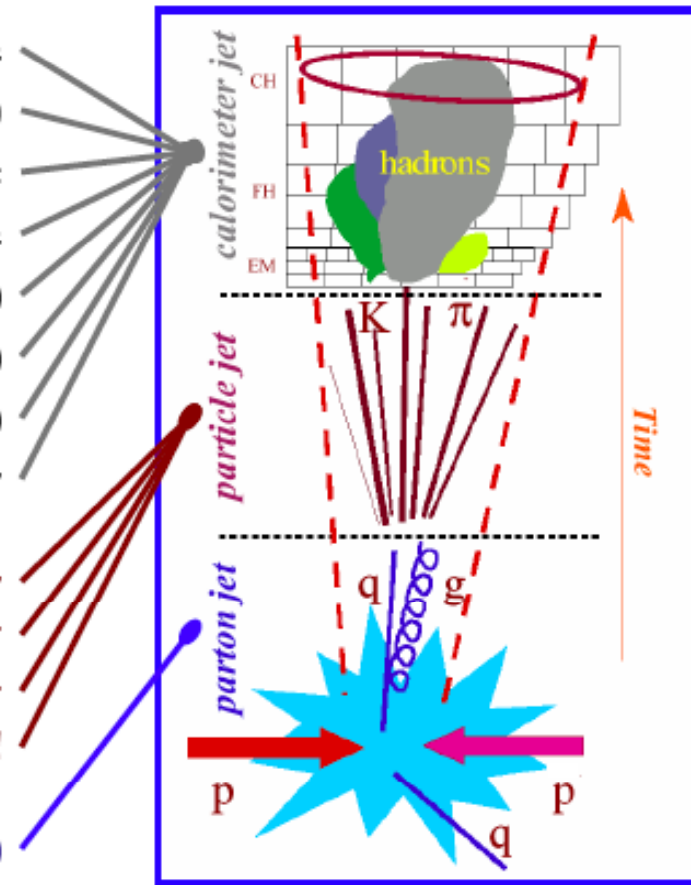 calorimeter jet
CH
FH
EM
hadrons
K
π
particle jet
Time
parton jet
q
g
p
p
q